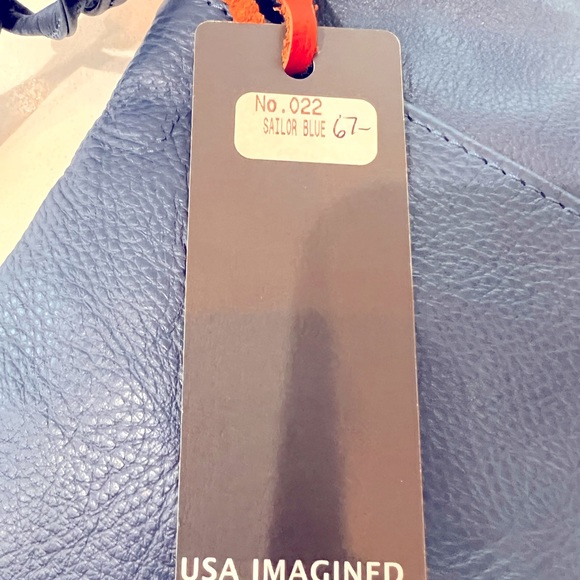 No.022
SAILOR BLUE 67-
USA IMAGINED